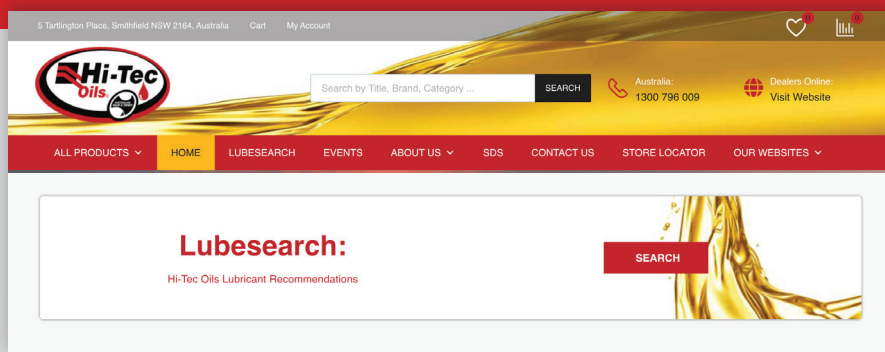 5 Tarttington Place, Smithfield NSW 2164, Australia Cart My Account
0 0
Hi-Tec
Oils
Search by Title, Brand, Category ... SEARCH
Australia:
1300 796 009
Dealers Online:
Visit Website
ALL PRODUCTS HOME LUBESEARCH EVENTS ABOUT US SDS CONTACT US STORE LOCATOR OUR WEBSITES
Lubesearch:
Hi-Tec Oils Lubricant Recommendations
SEARCH